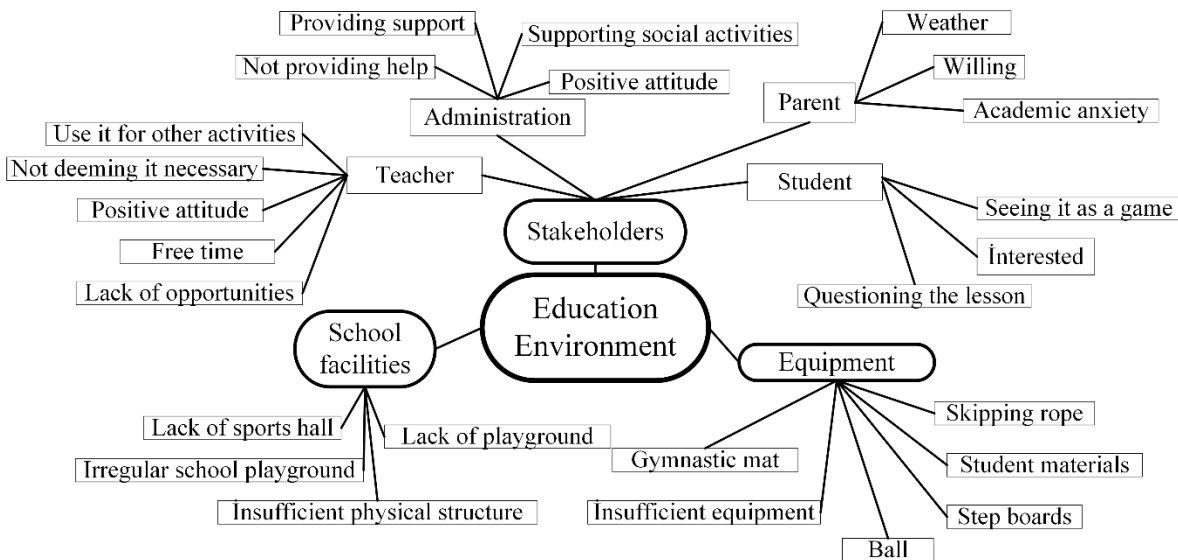 Providing support
Supporting social activities
Not providing help
Positive attitude
Administration
Weather
Willing
Parent
Academic anxiety
Use it for other activities
Not deeming it necessary
Teacher
Positive attitude
Free time
Lack of opportunities
Student
Seeing it as a game
İnterested
Questioning the lesson
Stakeholders
Education
Environment
School
facilities
Lack of sports hall
Lack of playground
Irregular school playground
İnsufficient physical structure
Equipment
Skipping rope
Gymnastic mat
Student materials
İnsufficient equipment
Step boards
Ball